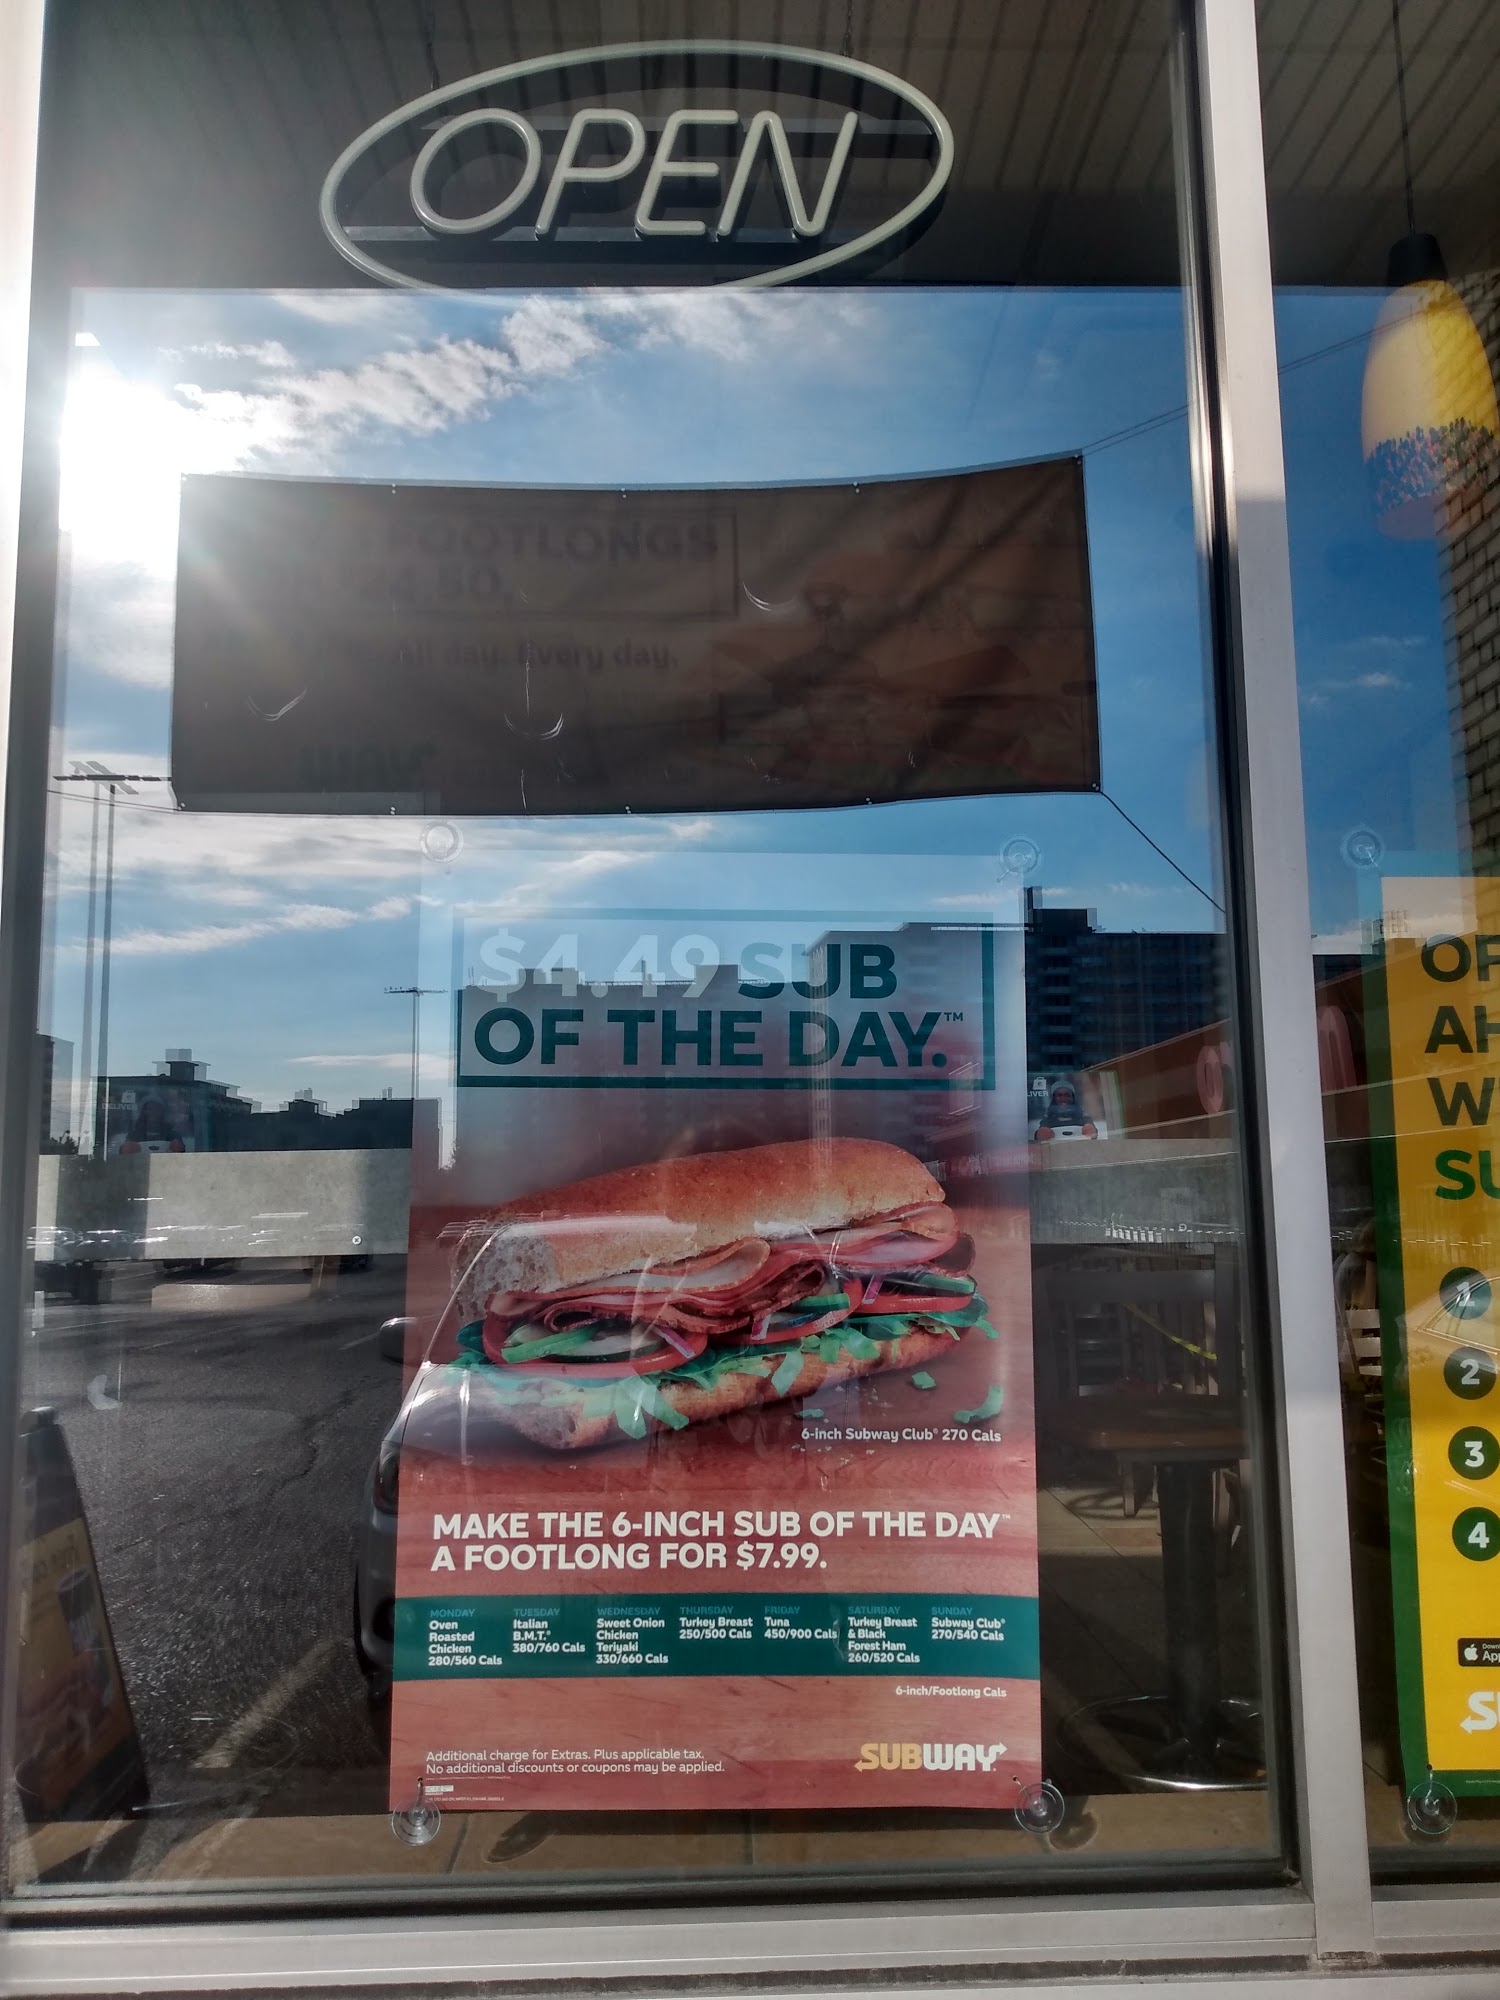 OPEN
FOOTLONGS
4.50.
all day. Every day.
$4.49 SUB
OF THE DAY.™
6-inch Subway Club® 270 Cals
MAKE THE 6-INCH SUB OF THE DAY™
A FOOTLONG FOR $7.99.
MONDAY
Oven
Roasted
Chicken
280/560 Cals
TUESDAY
Italian
B.M.T.®
380/760 Cals
WEDNESDAY
Sweet Onion
Chicken
Teriyaki
330/660 Cals
THURSDAY
Turkey Breast
250/500 Cals
FRIDAY
Tuna
450/900 Cals
SATURDAY
Turkey Breast
& Black
Forest Ham
260/520 Cals
SUNDAY
Subway Club®
270/540 Cals
6-inch/Footlong Cals
Additional charge for Extras. Plus applicable tax.
No additional discounts or coupons may be applied.
SUBWAY
DELIVER
1
2
3
4